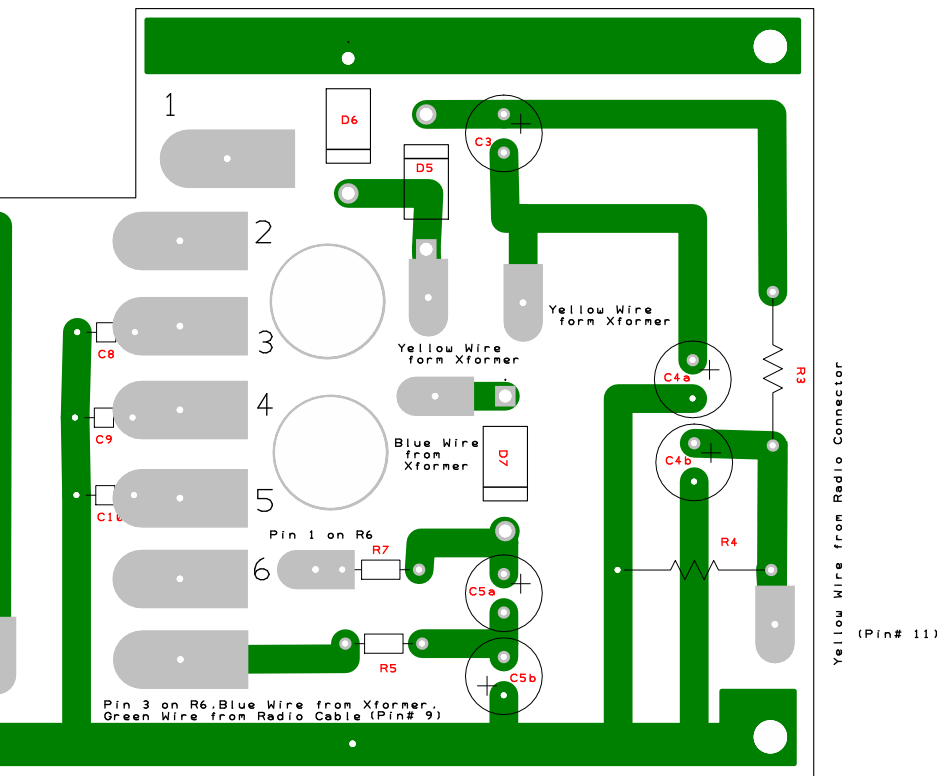 1
D6
C3
D5
2
Yellow Wire
form Xformer
3
C8
Yellow Wire
form Xformer
C4a
R3
4
C9
Blue Wire
from
Xformer
D7
C4b
Yellow Wire from Radio Connector
5
C10
Pin 1 on R6
R7
R4
6
C5a
(Pin# 11)
R5
C5b
Pin 3 on R6,Blue Wire from Xformer,
Green Wire from Radio Cable (Pin# 9)